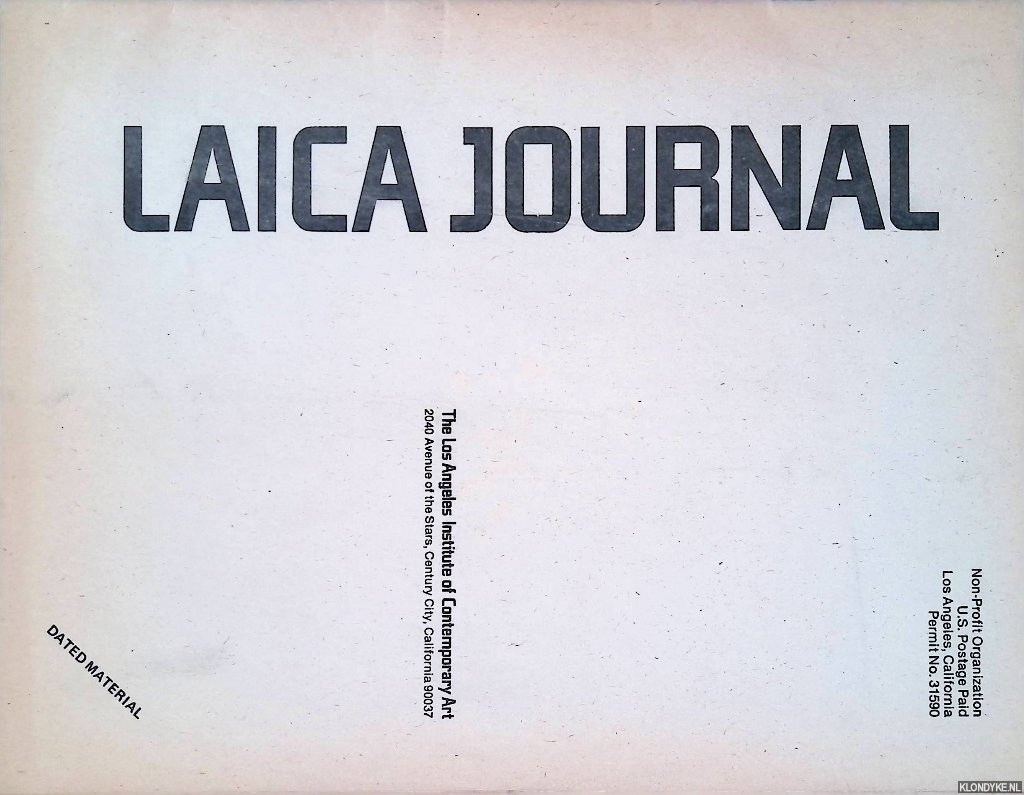 LAICA JOURNAL
The Los Angeles Institute of Contemporary Art
2040 Avenue of the Stars, Century City, California 90037
Non-Profit Organization
U.S. Postage Paid
Los Angeles, California
Permit No. 31590
DATED MATERIAL
KLONDYKE.NL